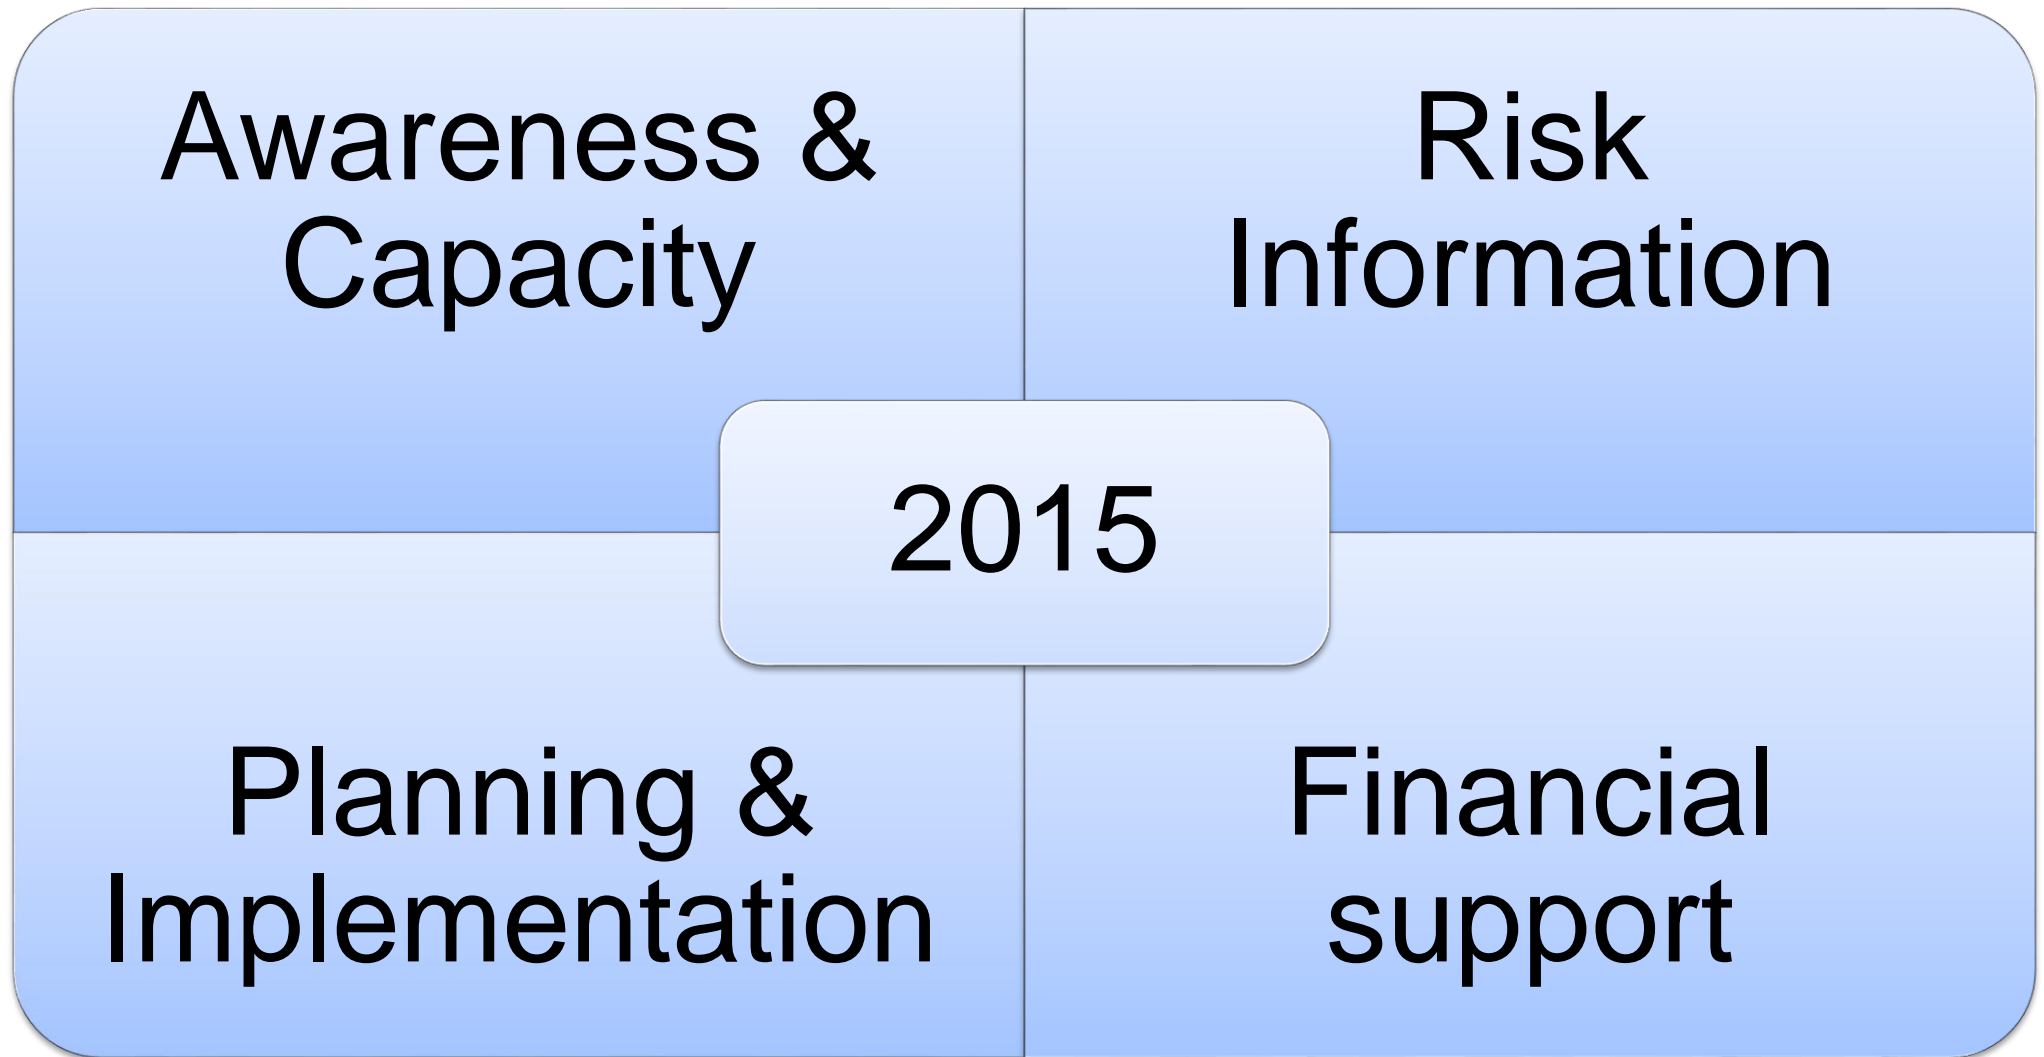 Awareness &
Capacity
Risk
Information
2015
Planning &
Implementation
Financial
support